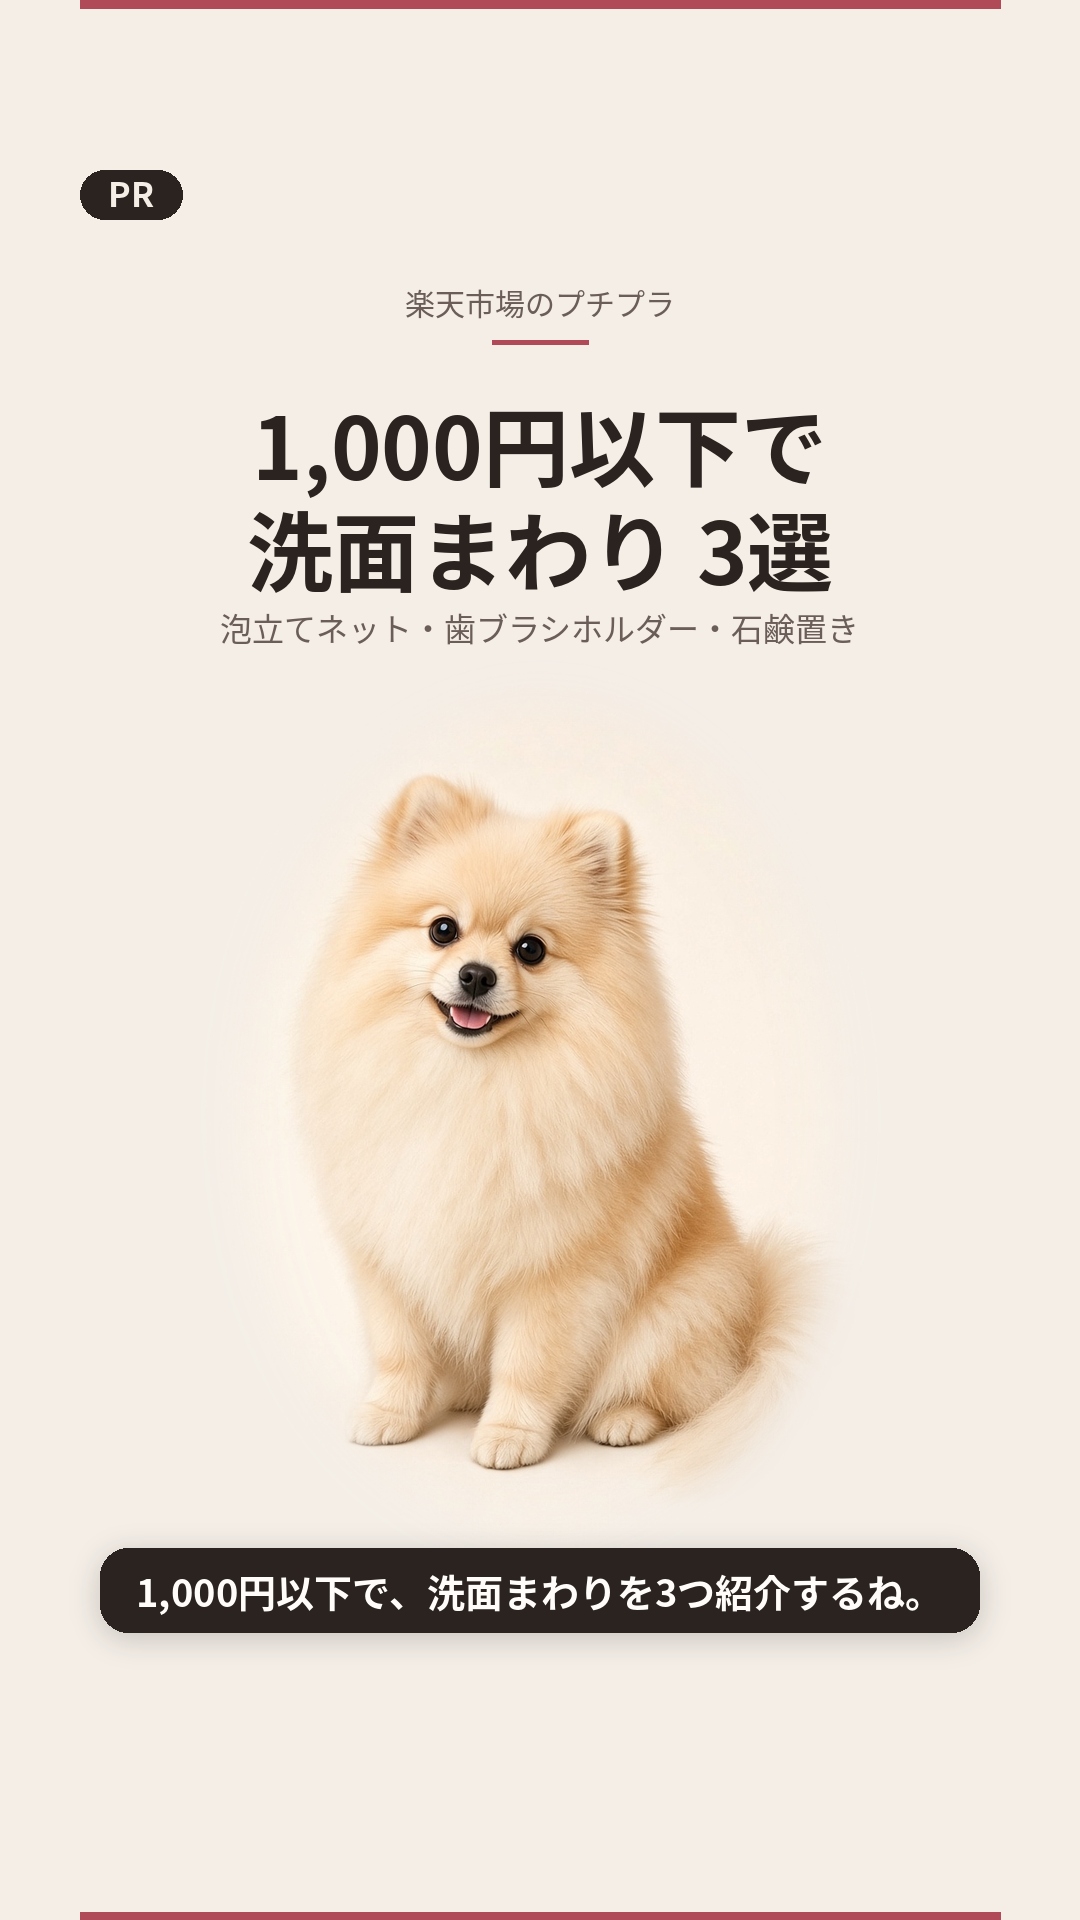 PR
楽天市場のプチプラ
1,000円以下で
洗面まわり 3選
泡立てネット・歯ブラシホルダー・石鹸置き
1,000円以下で、洗面まわりを3つ紹介するね。